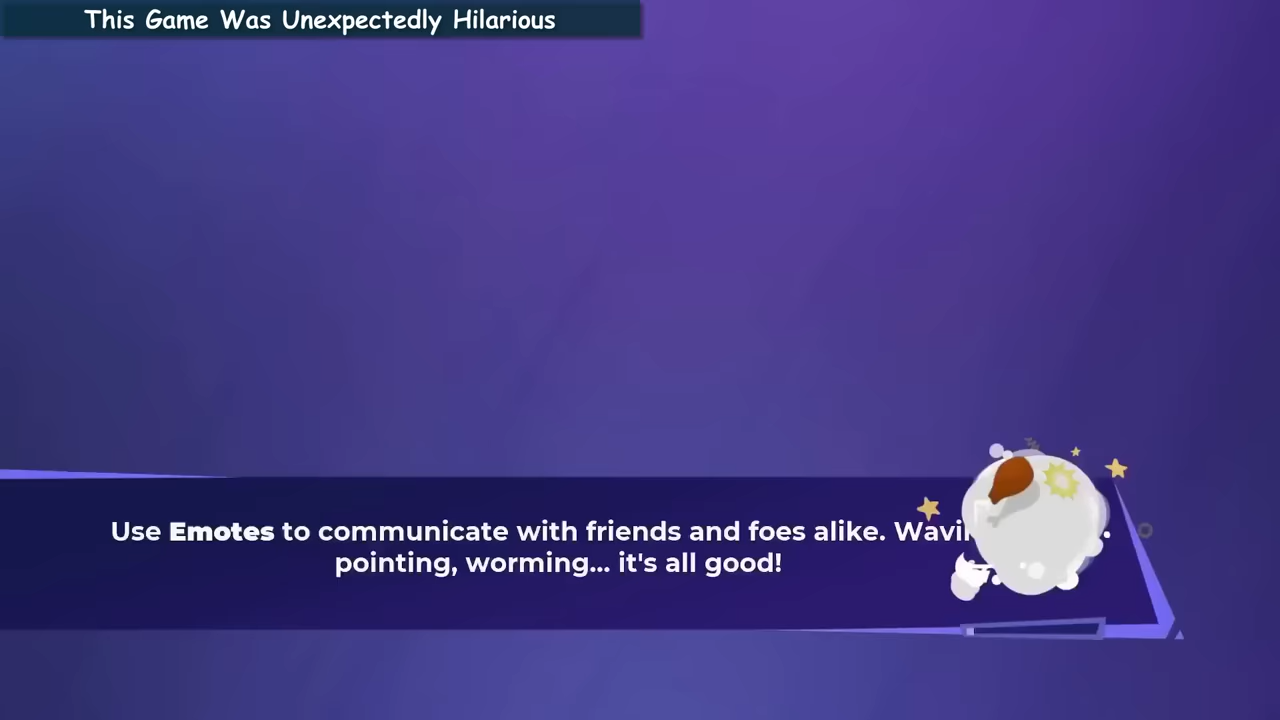 This Game Was Unexpectedly Hilarious
Use Emotes to communicate with friends and foes alike.
pointing, worming... it's all good!